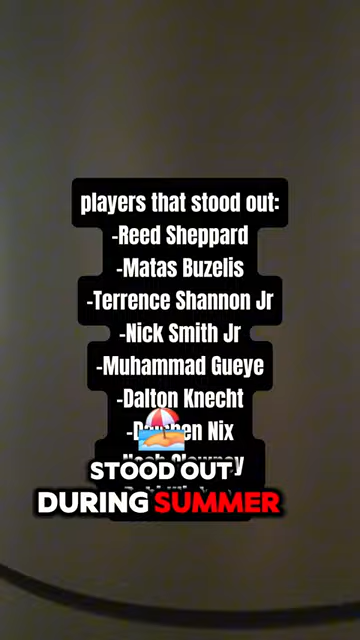 players that stood out:
-Reed Sheppard
-Matas Buzelis
-Terrence Shannon Jr
-Nick Smith Jr
-Muhammad Gueye
-Dalton Knecht
Nix
STOOD OUT
DURING SUMMER